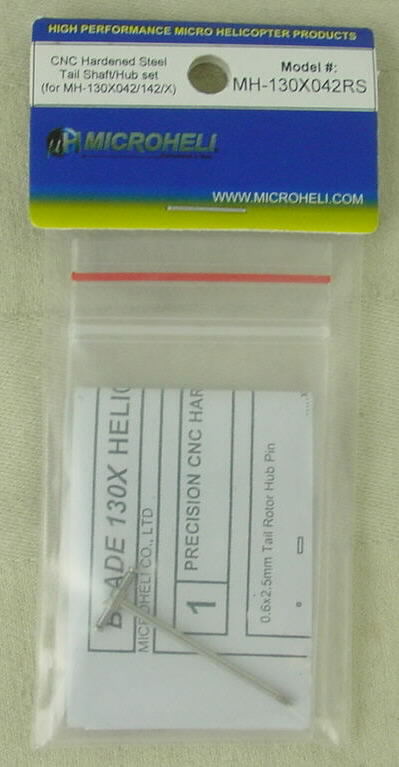 HIGH PERFORMANCE MICRO HELICOPTER PRODUCTS
CNC Hardened Steel
Tail Shaft/Hub set
(for MH-130X042/142/X)
Model #:
MH-130X042RS
MICROHELI
WWW.MICROHELI.COM
BLADE 130X HELIC
MICROHELI CO., LTD
1
PRECISION CNC HAR
0.6x2.5mm Tail Rotor Hub Pin